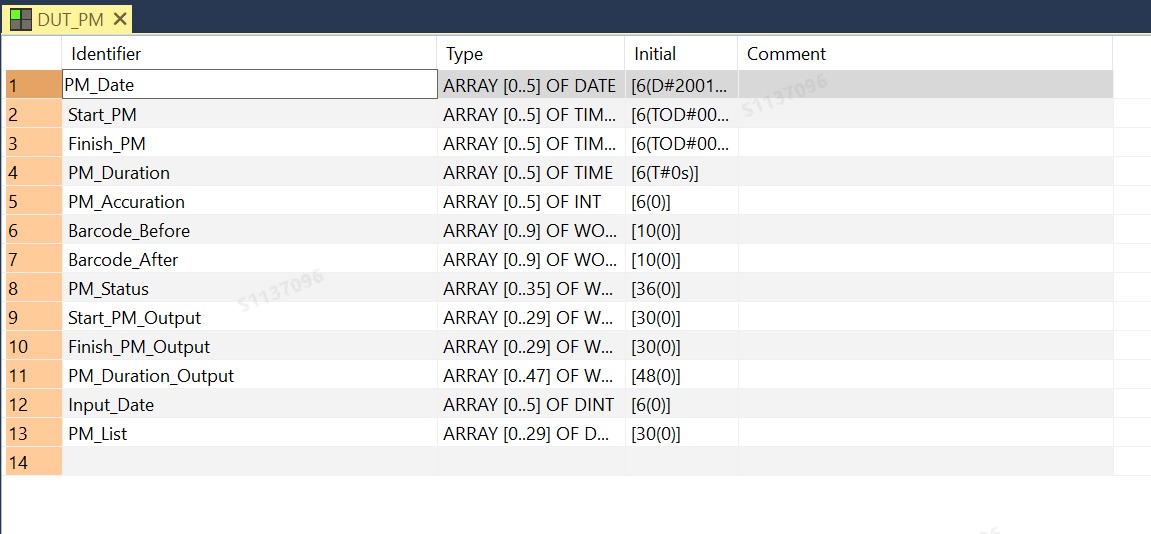 DUT_PM
Identifier Type Initial Comment
1 PM_Date ARRAY [0..5] OF DATE [6(D#2001...
2 Start_PM ARRAY [0..5] OF TIM... [6(TOD#00...
3 Finish_PM ARRAY [0..5] OF TIM... [6(TOD#00...
4 PM_Duration ARRAY [0..5] OF TIME [6(T#0s)]
5 PM_Accuration ARRAY [0..5] OF INT [6(0)]
6 Barcode_Before ARRAY [0..9] OF WO... [10(0)]
7 Barcode_After ARRAY [0..9] OF WO... [10(0)]
8 PM_Status ARRAY [0..35] OF W... [36(0)]
9 Start_PM_Output ARRAY [0..29] OF W... [30(0)]
10 Finish_PM_Output ARRAY [0..29] OF W... [30(0)]
11 PM_Duration_Output ARRAY [0..47] OF W... [48(0)]
12 Input_Date ARRAY [0..5] OF DINT [6(0)]
13 PM_List ARRAY [0..29] OF D... [30(0)]
14
S1137096
S1137096